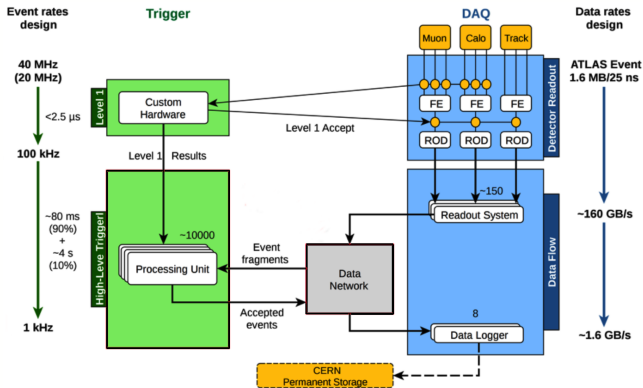 Event rates
design
Trigger
DAQ
Data rates
design
Muon
Calo
Track
40 MHz
(20 MHz)
ATLAS Event
1.6 MB/25 ns
Level 1
Custom
Hardware
<2.5 µs
FE
FE
FE
Detector Readout
Level 1 Accept
ROD
ROD
ROD
100 kHz
Level 1 Results
~150
Readout System
~160 GB/s
~80 ms
(90%)
+
~4 s
(10%)
High-Leve Triggerl
~10000
Processing Unit
Event
fragments
Data
Network
Data Flow
Accepted
events
8
Data Logger
1 kHz
~1.6 GB/s
CERN
Permanent Storage